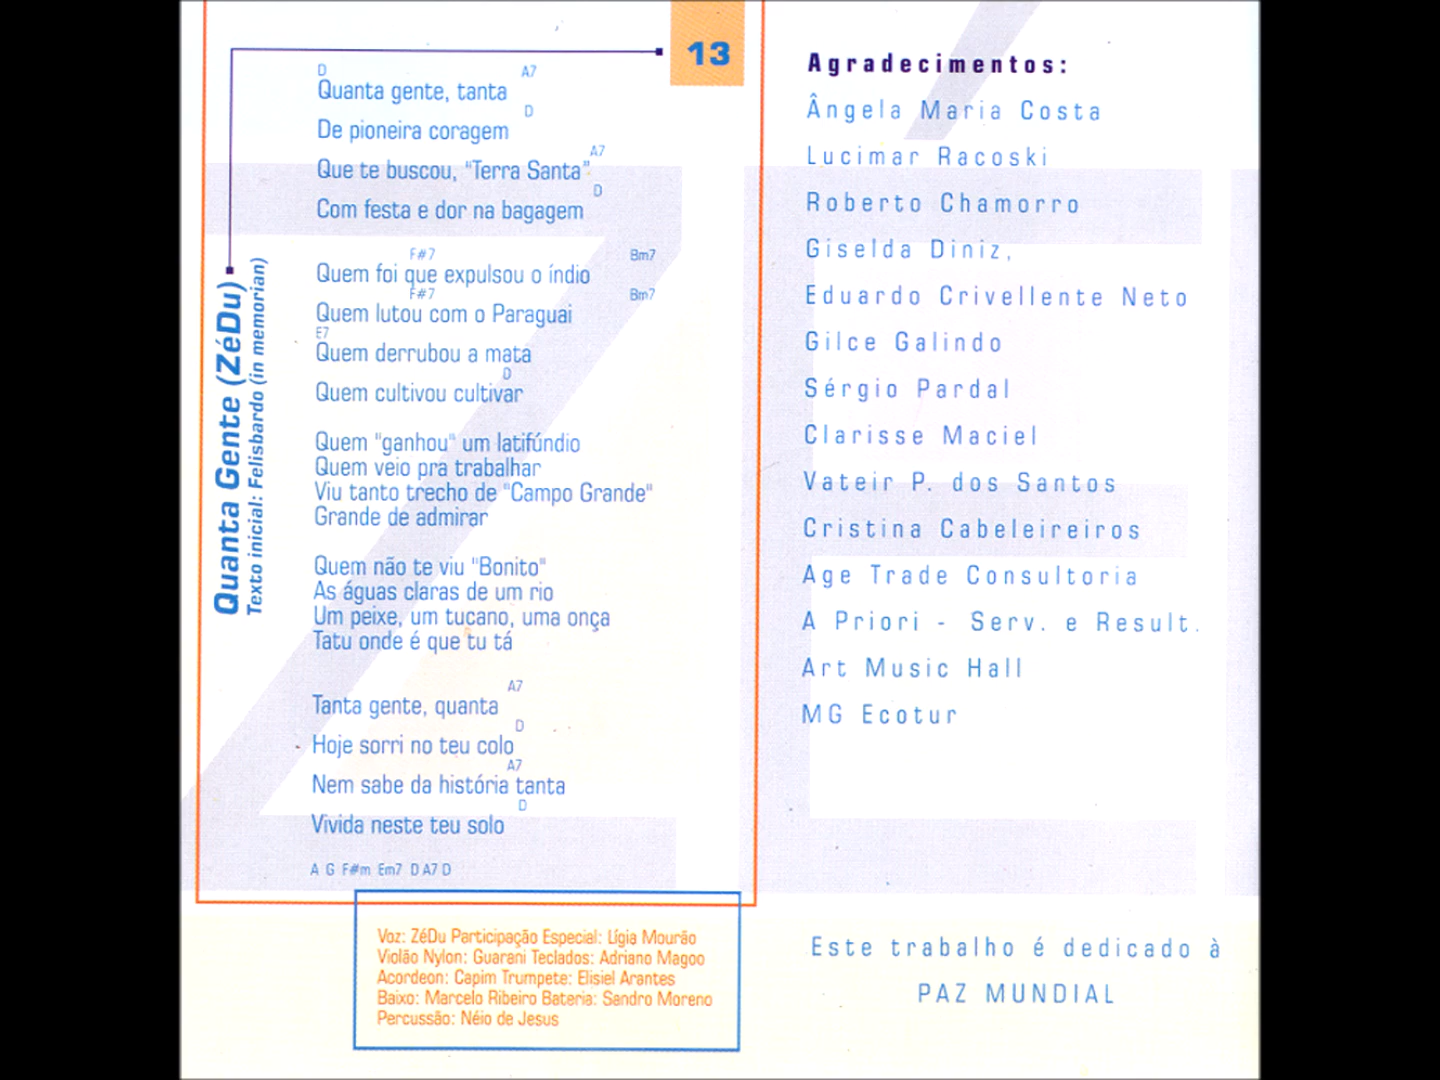 13
Quanta Gente (ZéDu)
Texto inicial: Felisbardo (in memorian)
D A7
Quanta gente, tanta
D
De pioneira coragem
A7
Que te buscou, "Terra Santa"
D
Com festa e dor na bagagem
F#7 Bm7
Quem foi que expulsou o índio
F#7 Bm7
Quem lutou com o Paraguai
E7
Quem derrubou a mata
D
Quem cultivou cultivar
Quem "ganhou" um latifúndio
Quem veio pra trabalhar
Viu tanto trecho de "Campo Grande"
Grande de admirar
Quem não te viu "Bonito"
As águas claras de um rio
Um peixe, um tucano, uma onça
Tatu onde é que tu tá
A7
Tanta gente, quanta
D
Hoje sorri no teu colo
A7
Nem sabe da história tanta
D
Vivida neste teu solo
A G F#m Em7 D A7 D
Voz: ZéDu Participação Especial: Lígia Mourão
Violão Nylon: Guarani Teclados: Adriano Magoo
Acordeon: Capim Trumpete: Elisiel Arantes
Baixo: Marcelo Ribeiro Bateria: Sandro Moreno
Percussão: Néio de Jesus
Agradecimentos:
Ângela Maria Costa
Lucimar Racoski
Roberto Chamorro
Giselda Diniz,
Eduardo Crivellente Neto
Gilce Galindo
Sérgio Pardal
Clarisse Maciel
Vateir P. dos Santos
Cristina Cabeleireiros
Age Trade Consultoria
A Priori - Serv. e Result.
Art Music Hall
MG Ecotur
Este trabalho é dedicado à
PAZ MUNDIAL